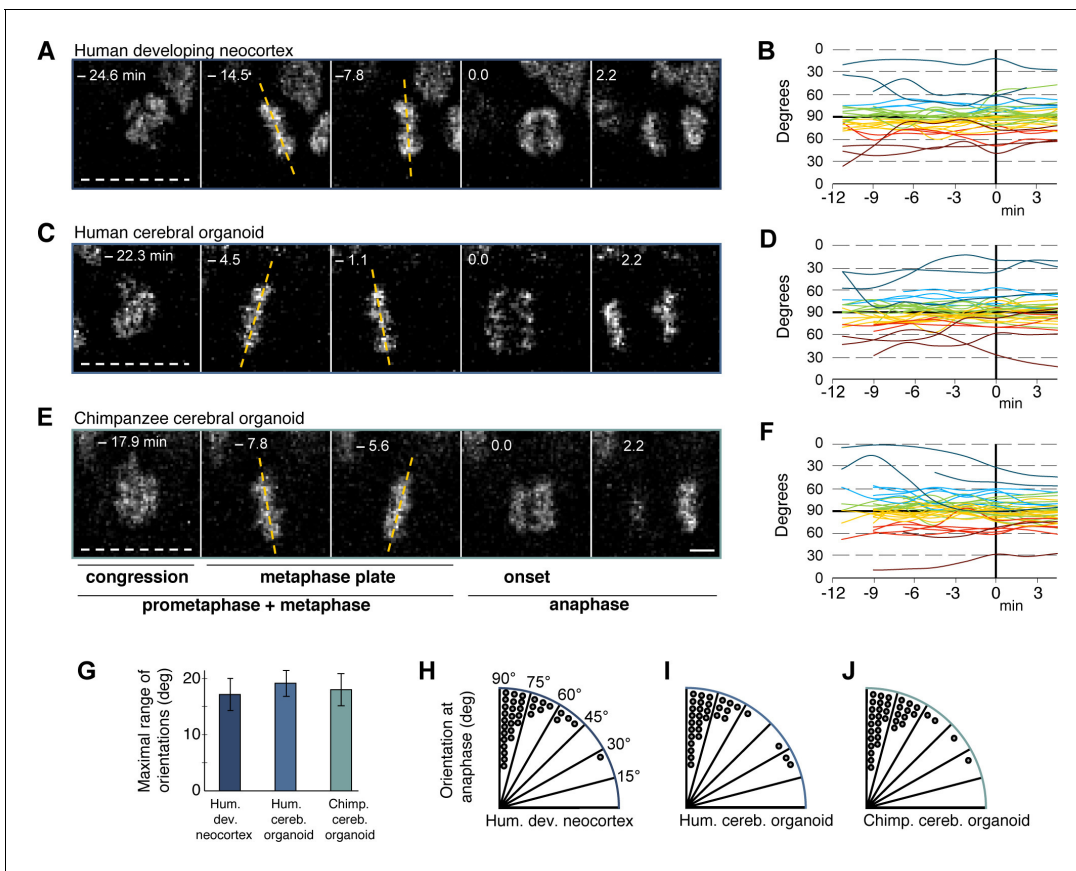 A
Human developing neocortex
– 24.6 min
– 14.5
–7.8
0.0
2.2
B
Degrees
0
30
60
90
60
30
0
-12
-9
-6
-3
0
3
min
C
Human cerebral organoid
– 22.3 min
– 4.5
– 1.1
0.0
2.2
D
Degrees
0
30
60
90
60
30
0
-12
-9
-6
-3
0
3
min
E
Chimpanzee cerebral organoid
– 17.9 min
– 7.8
– 5.6
0.0
2.2
F
Degrees
0
30
60
90
60
30
0
-12
-9
-6
-3
0
3
min
congression
metaphase plate
onset
prometaphase + metaphase
anaphase
G
Maximal range of
orientations (deg)
20
10
0
Hum.
dev.
neocortex
Hum.
cereb.
organoid
Chimp.
cereb.
organoid
H
Orientation at
anaphase (deg)
90°
75°
60°
45°
30°
15°
Hum. dev. neocortex
I
Hum. cereb. organoid
J
Chimp. cereb. organoid